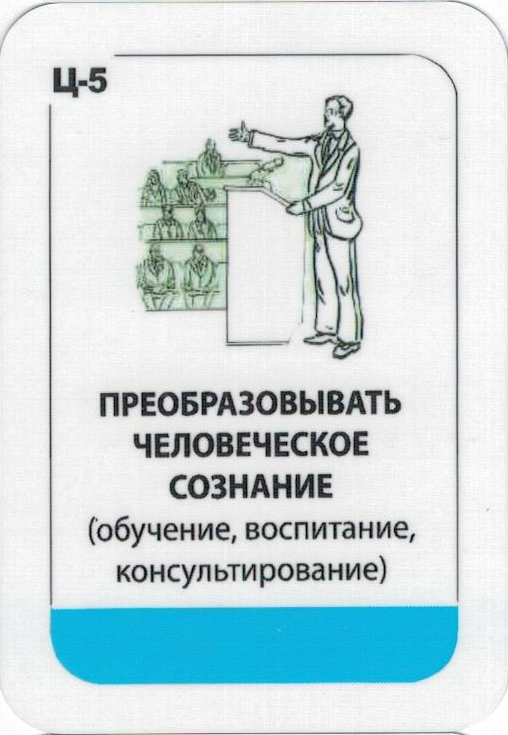 Ц-5
ПРЕОБРАЗОВЫВАТЬ
ЧЕЛОВЕЧЕСКОЕ
СОЗНАНИЕ
(обучение, воспитание,
консультирование)